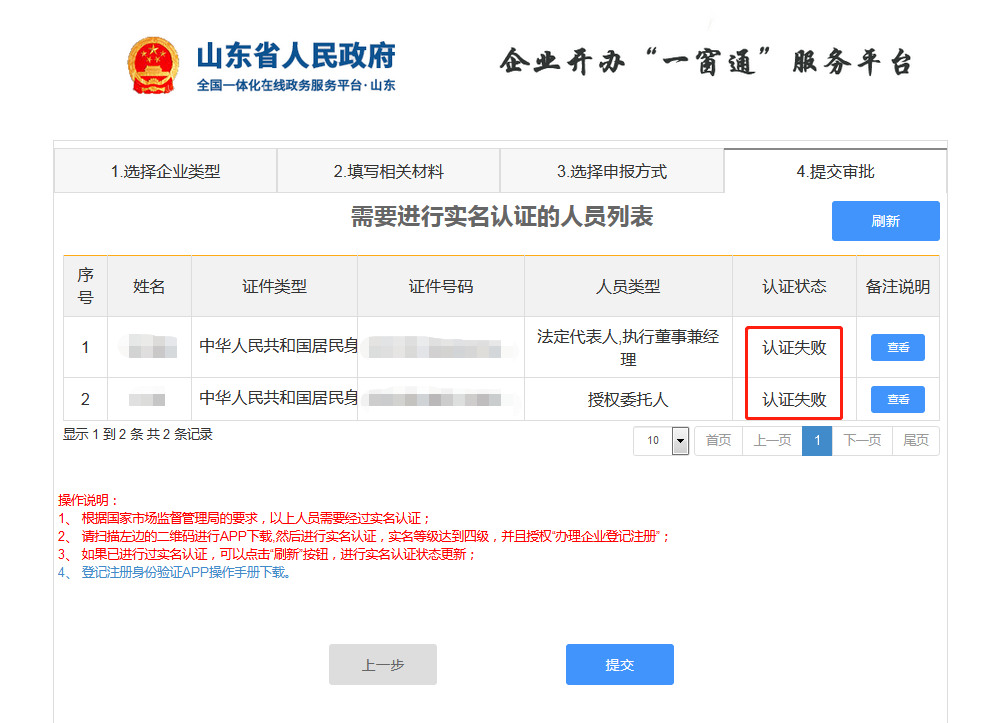 山东省人民政府
全国一体化在线政务服务平台·山东
企业开办“一窗通”服务平台
1.选择企业类型 2.填写相关材料 3.选择申报方式 4.提交审批
需要进行实名认证的人员列表
刷新
序号 姓名 证件类型 证件号码 人员类型 认证状态 备注说明
1 中华人民共和国居民身 法定代表人,执行董事兼经理 认证失败 查看
2 中华人民共和国居民身 授权委托人 认证失败 查看
显示 1 到 2 条 共 2 条记录
10 首页 上一页 1 下一页 尾页
操作说明：
1、 根据国家市场监督管理局的要求，以上人员需要经过实名认证；
2、 请扫描左边的二维码进行APP下载,然后进行实名认证，实名等级达到四级，并且授权“办理企业登记注册”；
3、 如果已进行过实名认证，可以点击“刷新”按钮，进行实名认证状态更新；
4、 登记注册身份验证APP操作手册下载。
上一步 提交